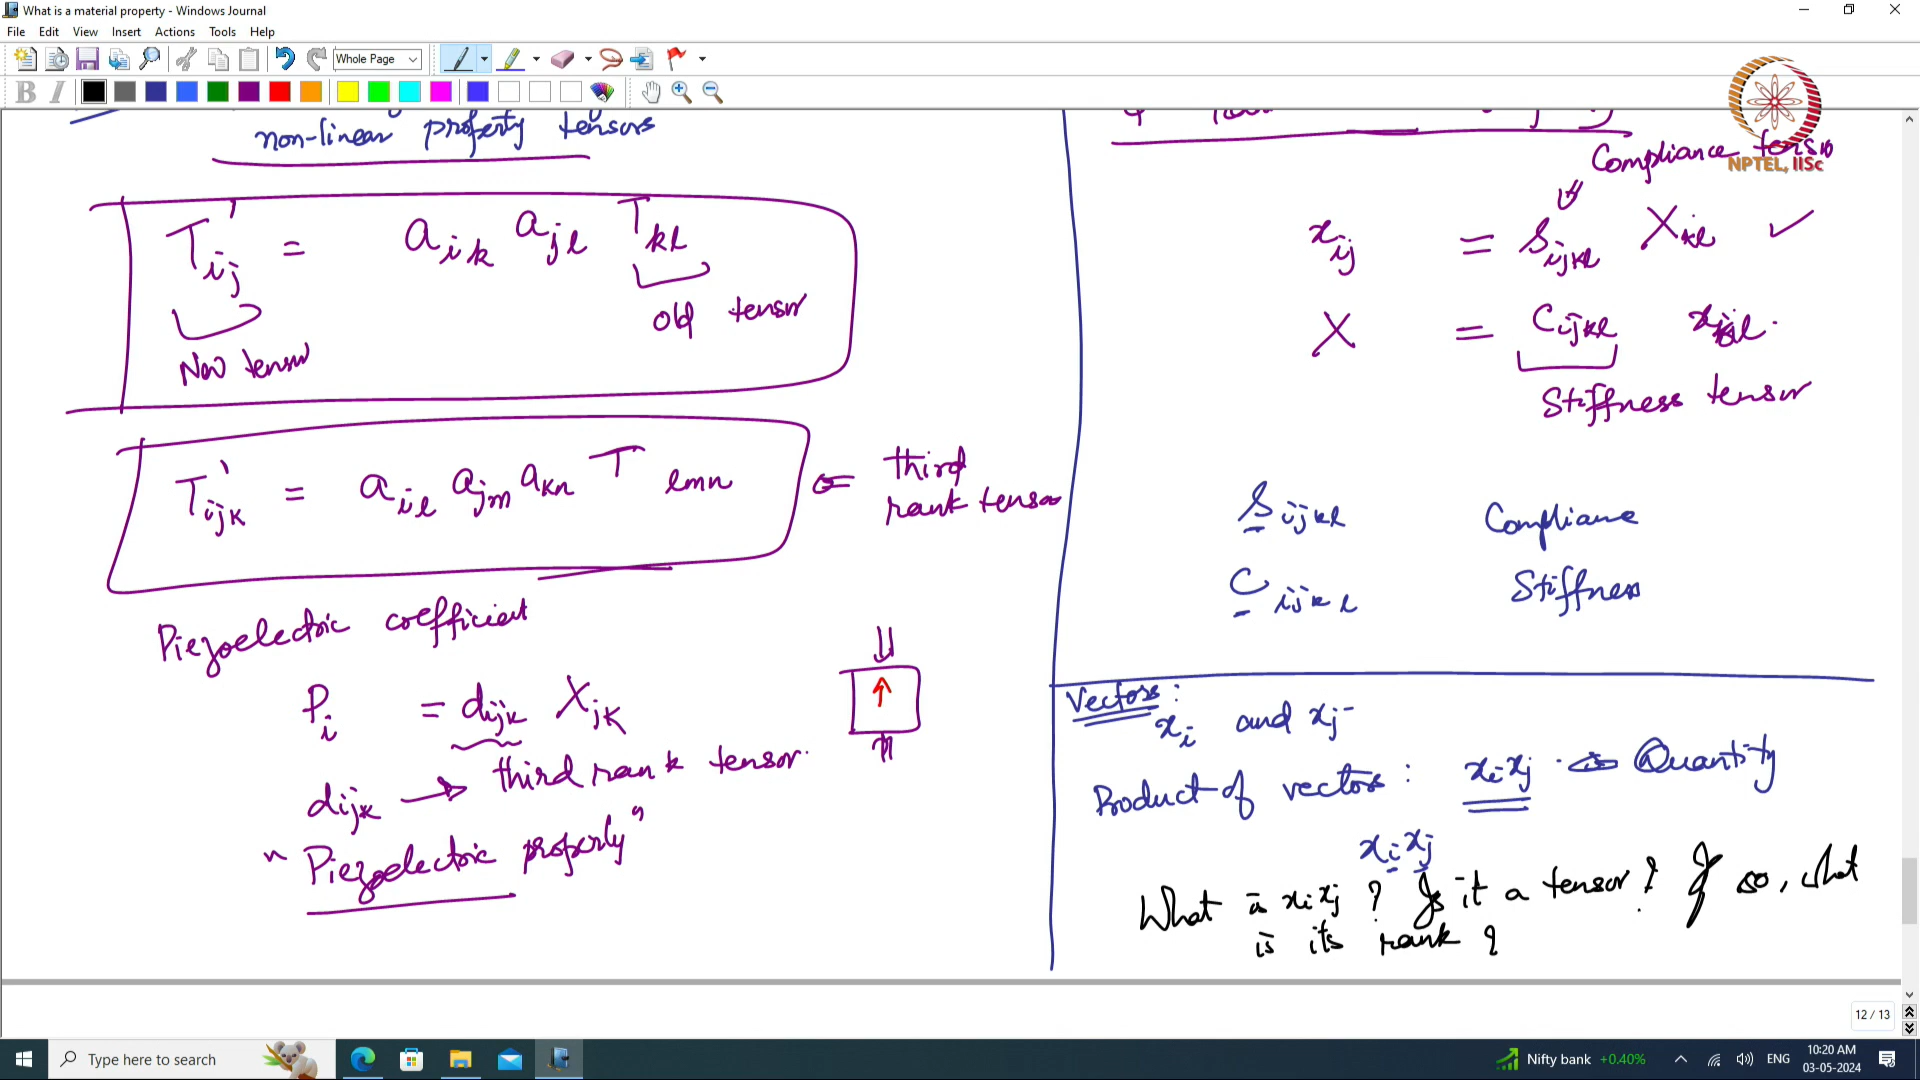 What is a material property - Windows Journal
File Edit View Insert Actions Tools Help
Whole Page
B I
non-linear property tensors
T'ij = aik ajl Tkl
New tensor
old tensor
T'ijk = ail ajm akn T lmn ⇐ third
rank tensor
Piezoelectric coefficient
Pi = dijk Xjk
dijk → third rank tensor.
"Piezoelectric property"
NPTEL, IISc
Compliance tensor
xij = Sijkl Xkl ✓
X = Cijkl xkl.
Stiffness tensor
Sijkl Compliance
Cijkl Stiffness
Vectors:
xi and xj
Product of vectors: xixj ⇐ Quantity
xixj
What is xixj? Is it a tensor? If so, what
is its rank?
12 / 13
Type here to search
Nifty bank +0.40%
ENG
10:20 AM
03-05-2024